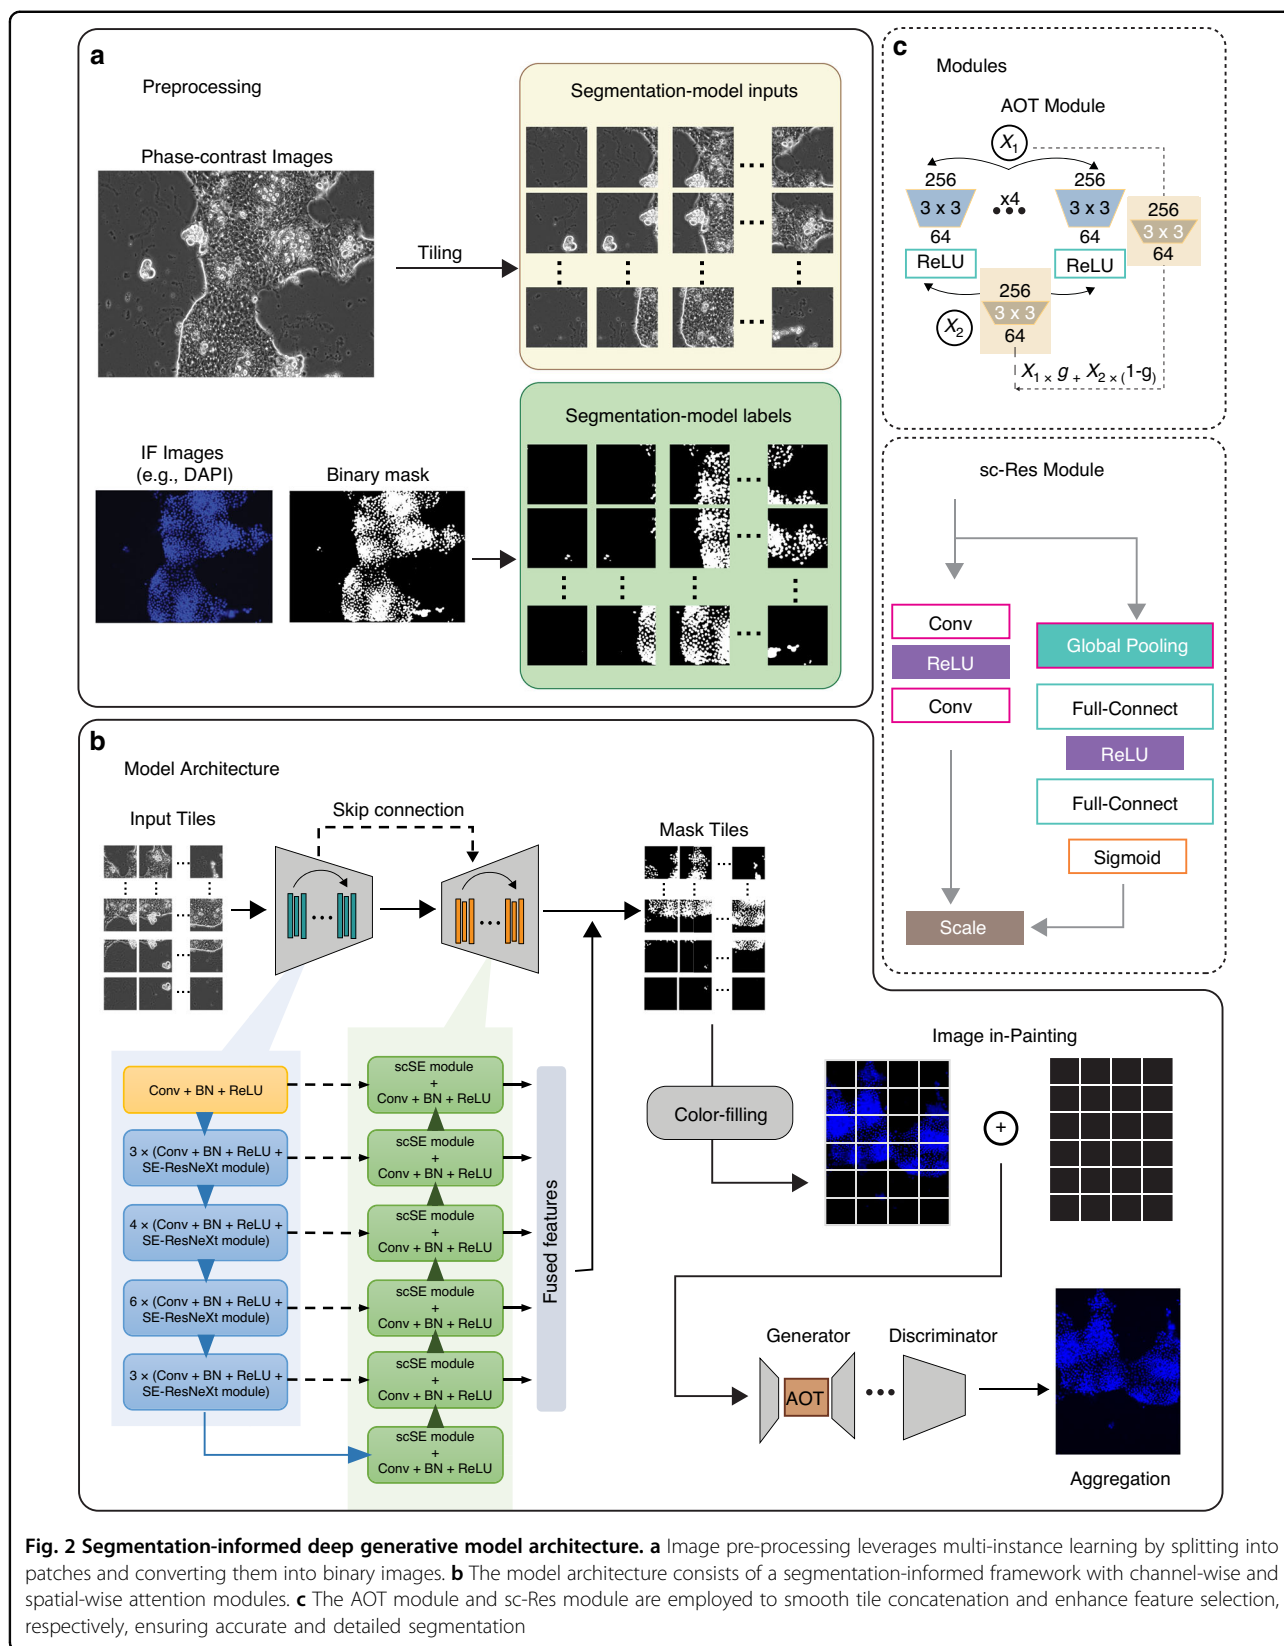 a
Preprocessing
Phase-contrast Images
Tiling
Segmentation-model inputs
IF Images
(e.g., DAPI)
Binary mask
Segmentation-model labels
b
Model Architecture
Input Tiles
Skip connection
Mask Tiles
Conv + BN + ReLU
3 × (Conv + BN + ReLU +
SE-ResNeXt module)
4 × (Conv + BN + ReLU +
SE-ResNeXt module)
6 × (Conv + BN + ReLU +
SE-ResNeXt module)
3 × (Conv + BN + ReLU +
SE-ResNeXt module)
scSE module
+
Conv + BN + ReLU
scSE module
+
Conv + BN + ReLU
scSE module
+
Conv + BN + ReLU
scSE module
+
Conv + BN + ReLU
scSE module
+
Conv + BN + ReLU
scSE module
+
Conv + BN + ReLU
Fused features
Color-filling
Image in-Painting
+
Generator
AOT
Discriminator
Aggregation
c
Modules
AOT Module
X1
256
3 x 3
64
ReLU
x4
256
3 x 3
64
ReLU
256
3 x 3
64
X2
256
3 x 3
64
X1 × g + X2 × (1-g)
sc-Res Module
Conv
ReLU
Conv
Global Pooling
Full-Connect
ReLU
Full-Connect
Sigmoid
Scale
Fig. 2 Segmentation-informed deep generative model architecture. a Image pre-processing leverages multi-instance learning by splitting into
patches and converting them into binary images. b The model architecture consists of a segmentation-informed framework with channel-wise and
spatial-wise attention modules. c The AOT module and sc-Res module are employed to smooth tile concatenation and enhance feature selection,
respectively, ensuring accurate and detailed segmentation